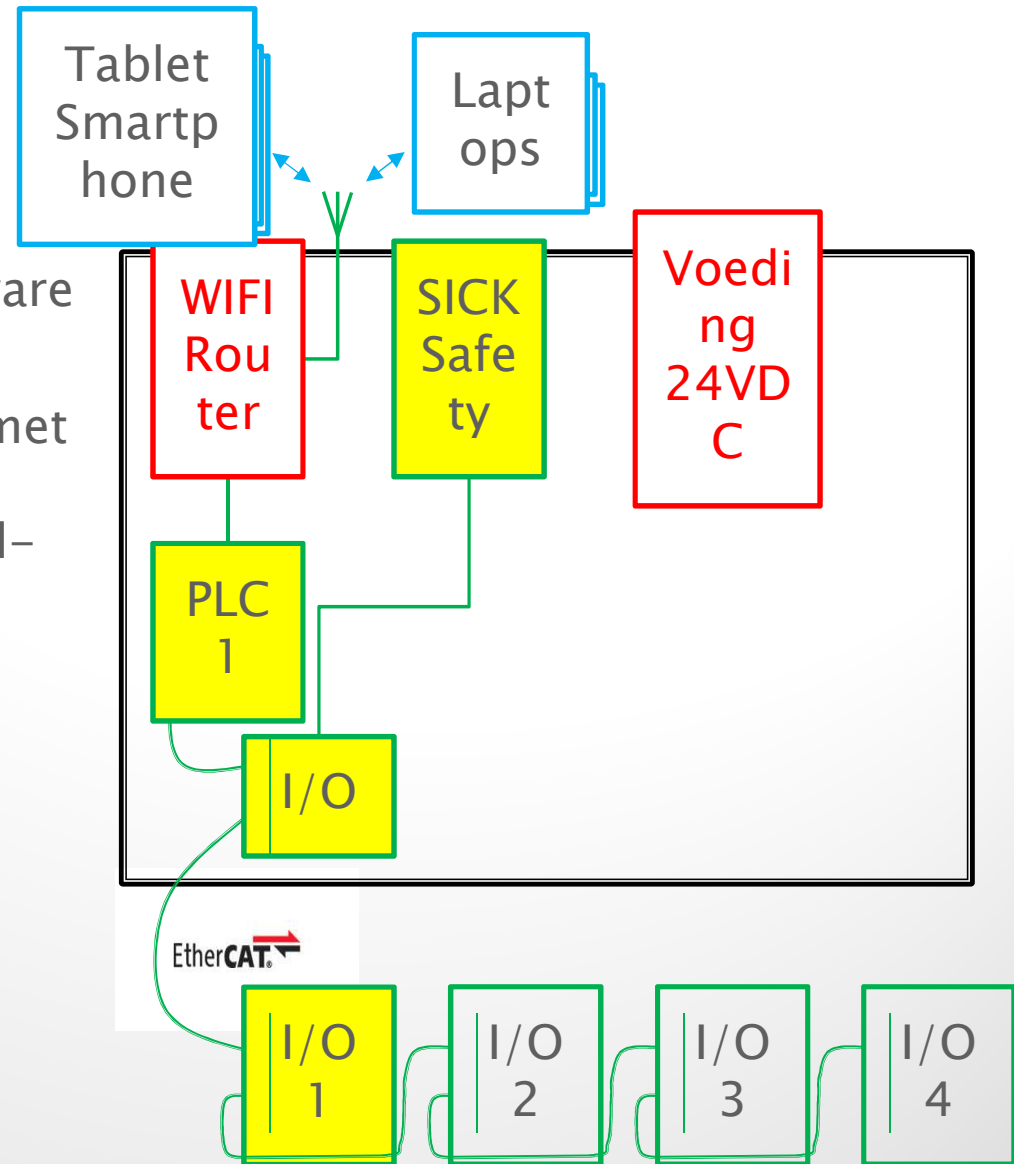 Tablet
Smartp
hone
Lapt
ops
are
met
l-
WIFI
Rou
ter
SICK
Safe
ty
Voedi
ng
24VD
C
PLC
1
I/O
EtherCAT®
I/O
1
I/O
2
I/O
3
I/O
4